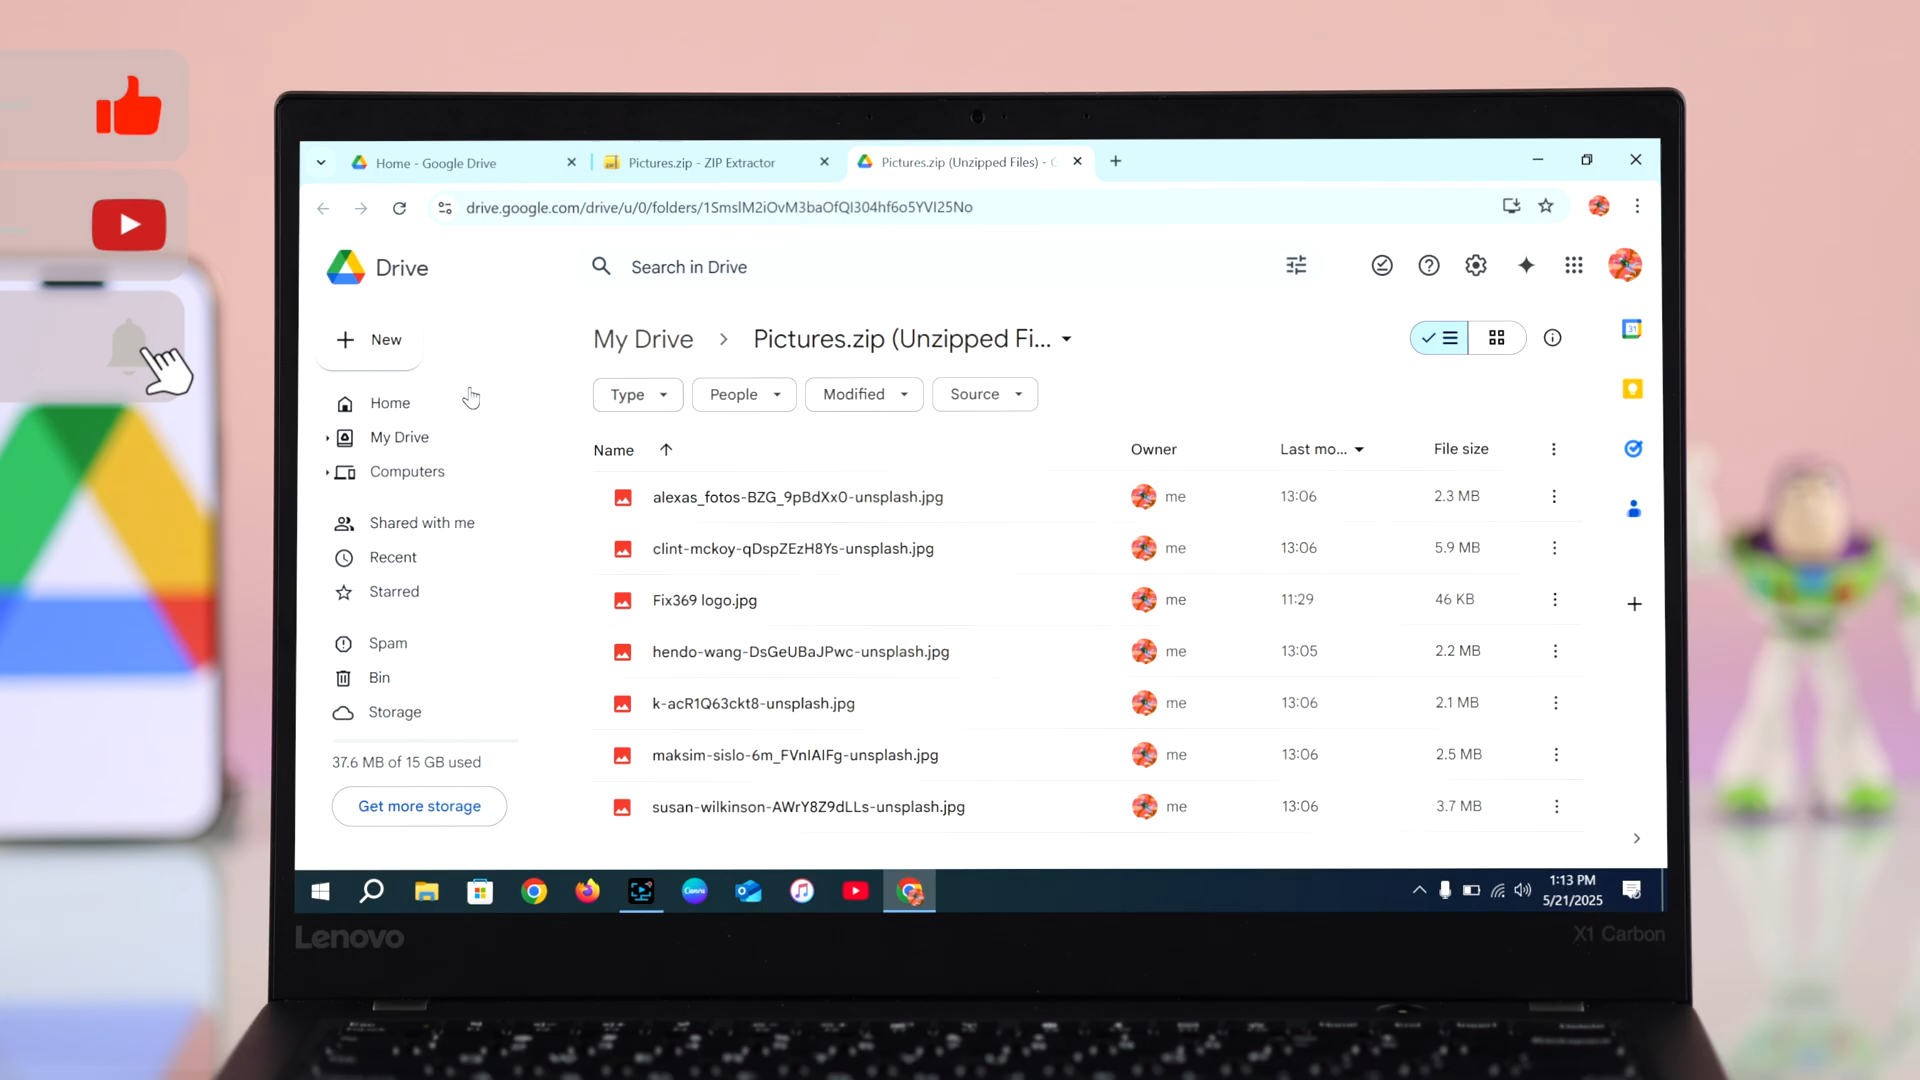 Home - Google Drive
Pictures.zip - ZIP Extractor
Pictures.zip (Unzipped Files) -
drive.google.com/drive/u/0/folders/1SmslM2iOvM3baOfQI304hf6o5YVI25No
Drive
Search in Drive
New
My Drive > Pictures.zip (Unzipped Fi...
31
Type
People
Modified
Source
Home
My Drive
Computers
Shared with me
Recent
Starred
Spam
Bin
Storage
37.6 MB of 15 GB used
Get more storage
Name Owner Last mo... File size
alexas_fotos-BZG_9pBdXx0-unsplash.jpg me 13:06 2.3 MB
clint-mckoy-qDspZEzH8Ys-unsplash.jpg me 13:06 5.9 MB
Fix369 logo.jpg me 11:29 46 KB
hendo-wang-DsGeUBaJPwc-unsplash.jpg me 13:05 2.2 MB
k-acR1Q63ckt8-unsplash.jpg me 13:06 2.1 MB
maksim-sislo-6m_FVnIAIFg-unsplash.jpg me 13:06 2.5 MB
susan-wilkinson-AWrY8Z9dLLs-unsplash.jpg me 13:06 3.7 MB
Canva
1:13 PM
5/21/2025
Lenovo
X1 Carbon